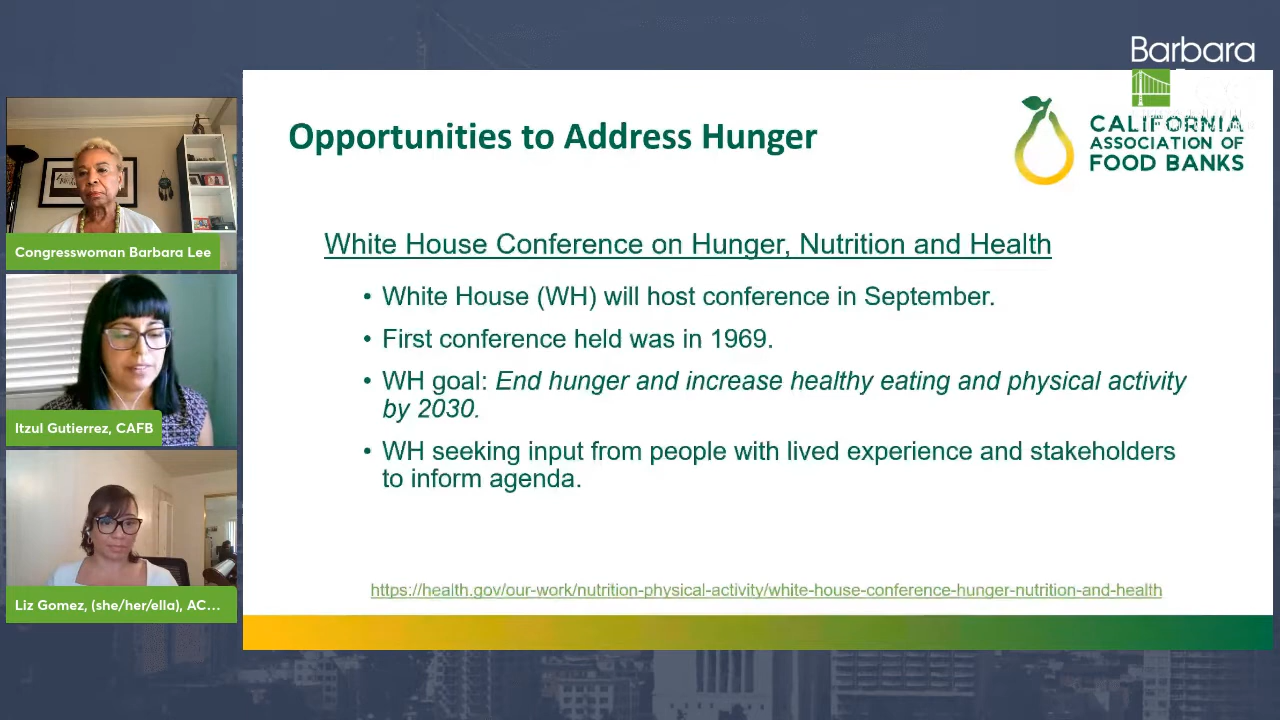 Barbara
CALIFORNIA
ASSOCIATION OF
FOOD BANKS
Opportunities to Address Hunger
White House Conference on Hunger, Nutrition and Health
• White House (WH) will host conference in September.
• First conference held was in 1969.
• WH goal: End hunger and increase healthy eating and physical activity
by 2030.
• WH seeking input from people with lived experience and stakeholders
to inform agenda.
https://health.gov/our-work/nutrition-physical-activity/white-house-conference-hunger-nutrition-and-health
Congresswoman Barbara Lee
Itzul Gutierrez, CAFB
Liz Gomez, (she/her/ella), AC...